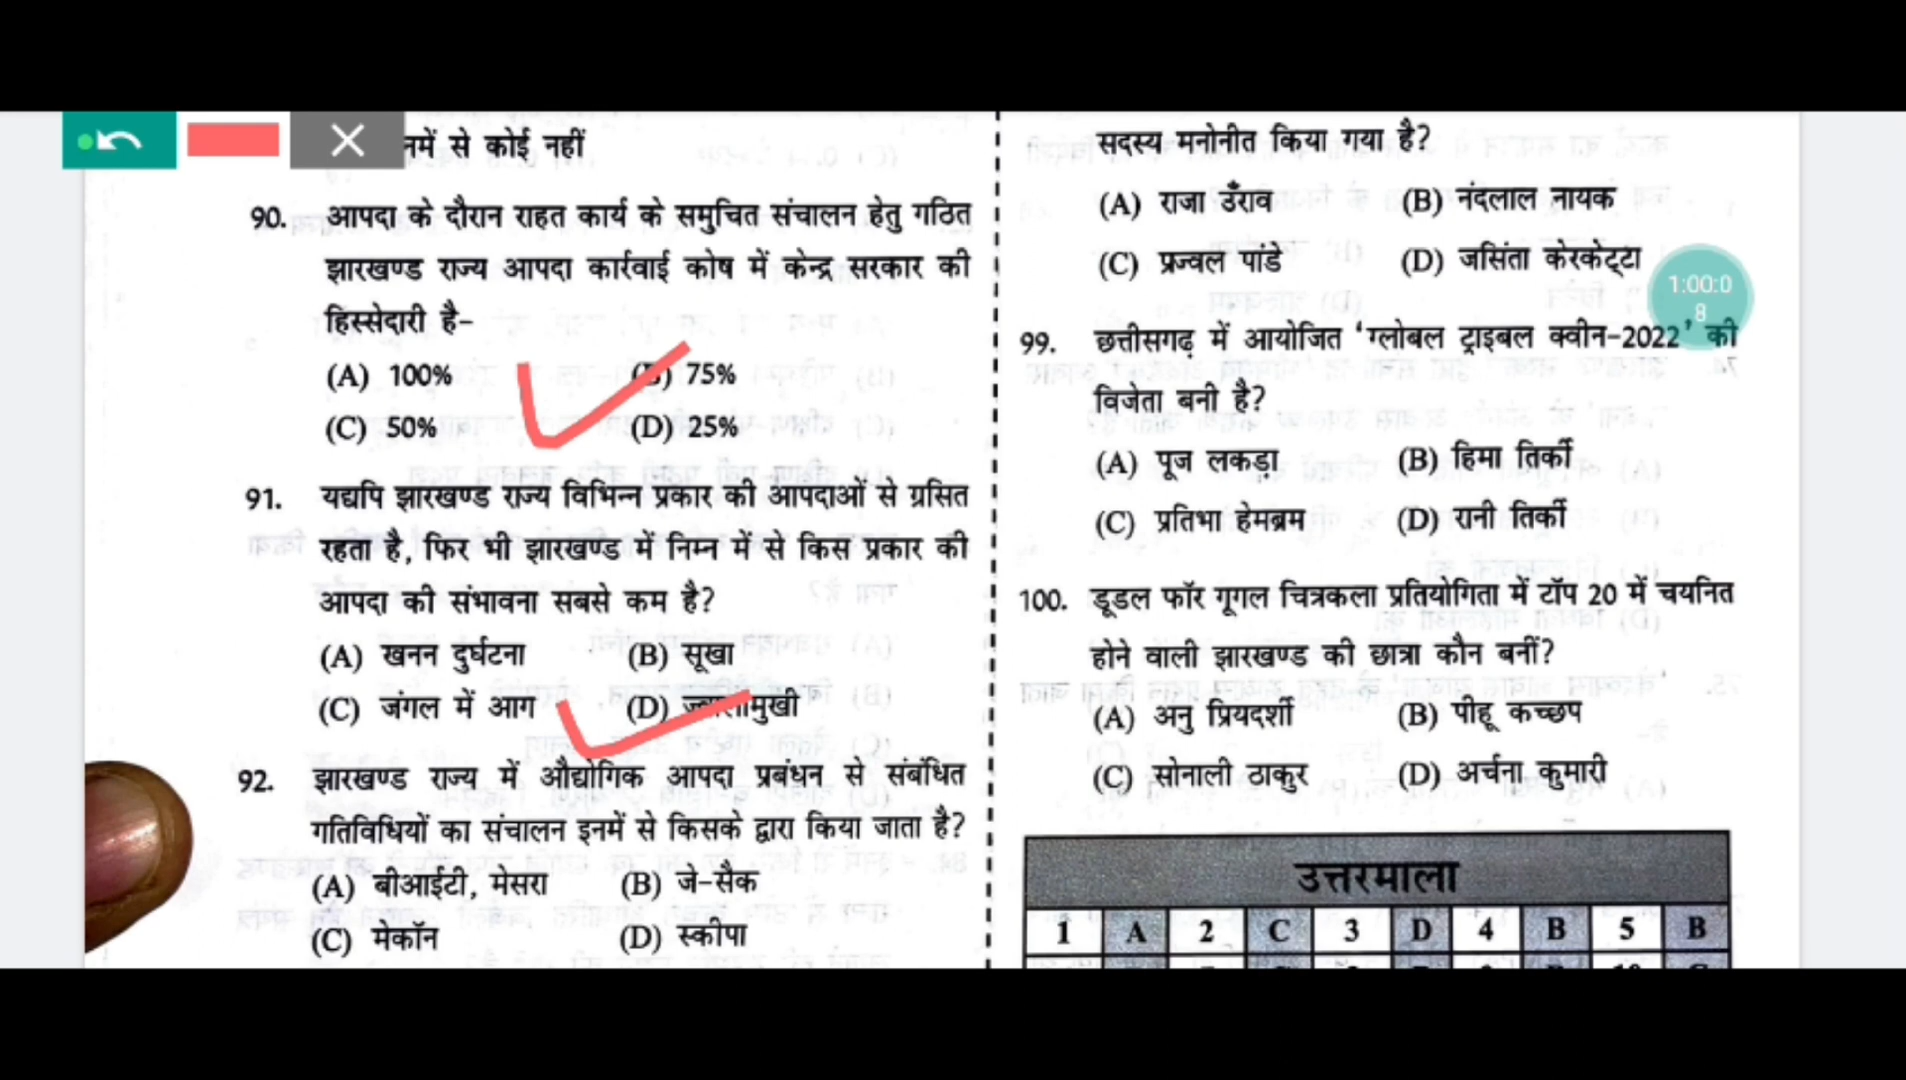 नमें से कोई नहीं
90. आपदा के दौरान राहत कार्य के समुचित संचालन हेतु गठित
झारखण्ड राज्य आपदा कार्रवाई कोष में केन्द्र सरकार की
हिस्सेदारी है-
(A) 100% (B) 75%
(C) 50% (D) 25%
91. यद्यपि झारखण्ड राज्य विभिन्न प्रकार की आपदाओं से ग्रसित
रहता है, फिर भी झारखण्ड में निम्न में से किस प्रकार की
आपदा की संभावना सबसे कम है?
(A) खनन दुर्घटना (B) सूखा
(C) जंगल में आग (D) ज्वालामुखी
92. झारखण्ड राज्य में औद्योगिक आपदा प्रबंधन से संबंधित
गतिविधियों का संचालन इनमें से किसके द्वारा किया जाता है?
(A) बीआईटी, मेसरा (B) जे-सैक
(C) मेकॉन (D) स्कीपा
सदस्य मनोनीत किया गया है?
(A) राजा उँराव (B) नंदलाल नायक
(C) प्रज्वल पांडे (D) जसिंता केरकेट्टा
1:00:0
8
99. छत्तीसगढ़ में आयोजित 'ग्लोबल ट्राइबल क्वीन-2022' की
विजेता बनी है?
(A) पूज लकड़ा (B) हिमा तिर्की
(C) प्रतिभा हेमब्रम (D) रानी तिर्की
100. डूडल फॉर गूगल चित्रकला प्रतियोगिता में टॉप 20 में चयनित
होने वाली झारखण्ड की छात्रा कौन बनीं?
(A) अनु प्रियदर्शी (B) पीहू कच्छप
(C) सोनाली ठाकुर (D) अर्चना कुमारी
उत्तरमाला
1 A 2 C 3 D 4 B 5 B